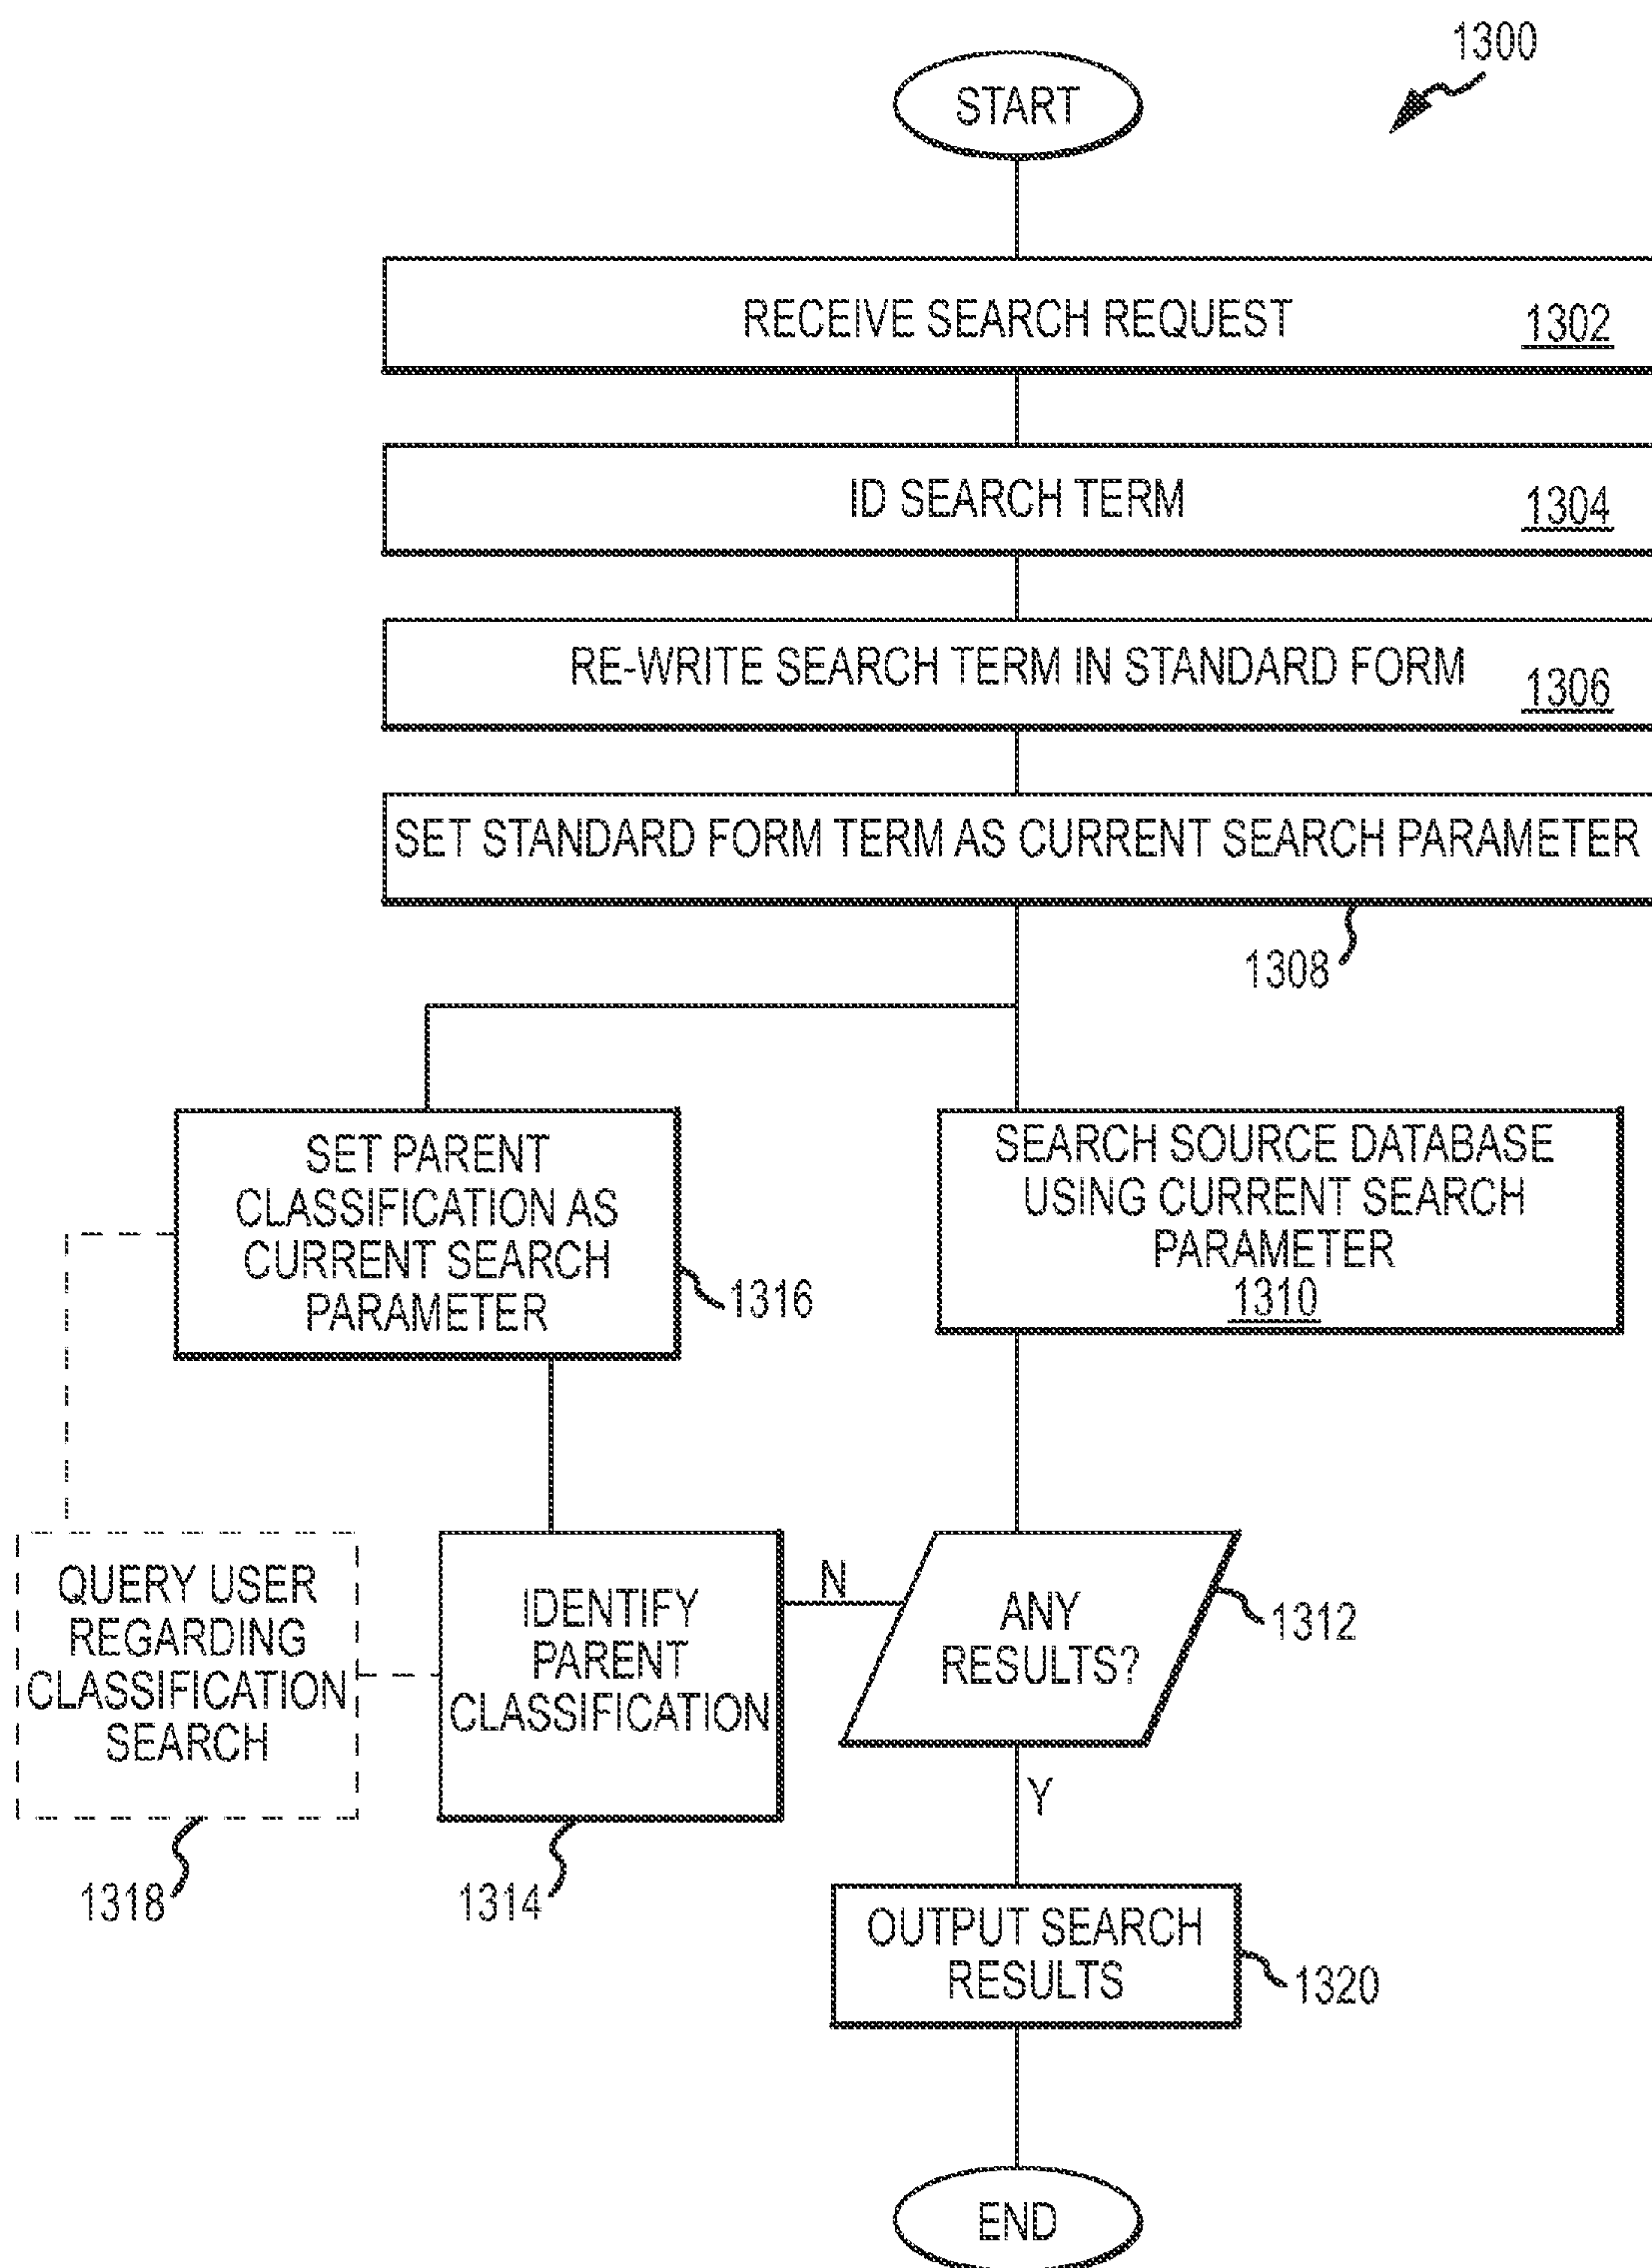 1300
START
RECEIVE SEARCH REQUEST 1302
ID SEARCH TERM 1304
RE-WRITE SEARCH TERM IN STANDARD FORM 1306
SET STANDARD FORM TERM AS CURRENT SEARCH PARAMETER
1308
SET PARENT
CLASSIFICATION AS
CURRENT SEARCH
PARAMETER
1316
SEARCH SOURCE DATABASE
USING CURRENT SEARCH
PARAMETER
1310
QUERY USER
REGARDING
CLASSIFICATION
SEARCH
1318
IDENTIFY
PARENT
CLASSIFICATION
1314
N
ANY
RESULTS?
1312
Y
OUTPUT SEARCH
RESULTS
1320
END